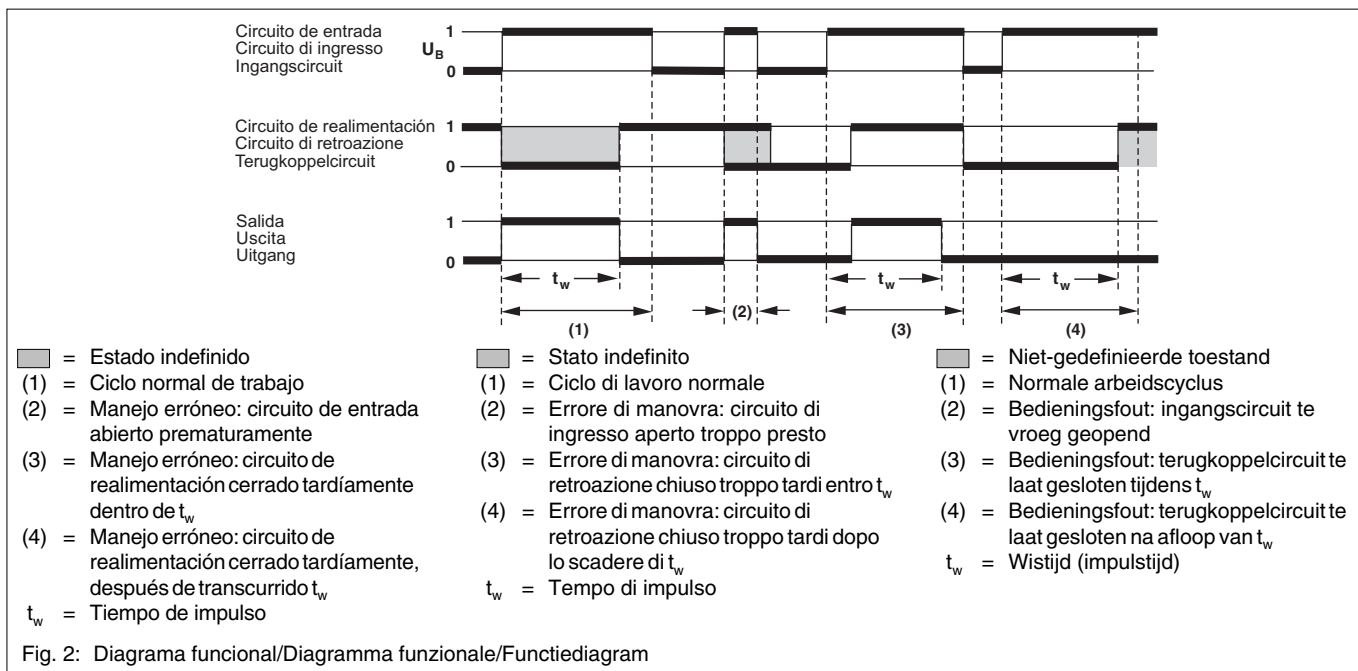 Circuito de entrada
Circuito di ingresso
Ingangscircuit
U_B
1
0
Circuito de realimentación
Circuito di retroazione
Terugkoppelcircuit
1
0
Salida
Uscita
Uitgang
1
0
t_w
t_w
t_w
(1)
(2)
(3)
(4)
= Estado indefinido
(1) = Ciclo normal de trabajo
(2) = Manejo erróneo: circuito de entrada
abierto prematuramente
(3) = Manejo erróneo: circuito de
realimentación cerrado tardíamente
dentro de t_w
(4) = Manejo erróneo: circuito de
realimentación cerrado tardíamente,
después de transcurrido t_w
t_w = Tiempo de impulso
= Stato indefinito
(1) = Ciclo di lavoro normale
(2) = Errore di manovra: circuito di
ingresso aperto troppo presto
(3) = Errore di manovra: circuito di
retroazione chiuso troppo tardi entro t_w
(4) = Errore di manovra: circuito di
retroazione chiuso troppo tardi dopo
lo scadere di t_w
t_w = Tempo di impulso
= Niet-gedefinieerde toestand
(1) = Normale arbeidscyclus
(2) = Bedieningsfout: ingangscircuit te
vroeg geopend
(3) = Bedieningsfout: terugkoppelcircuit te
laat gesloten tijdens t_w
(4) = Bedieningsfout: terugkoppelcircuit te
laat gesloten na afloop van t_w
t_w = Wistijd (impulstijd)
Fig. 2: Diagrama funcional/Diagramma funzionale/Functiediagram